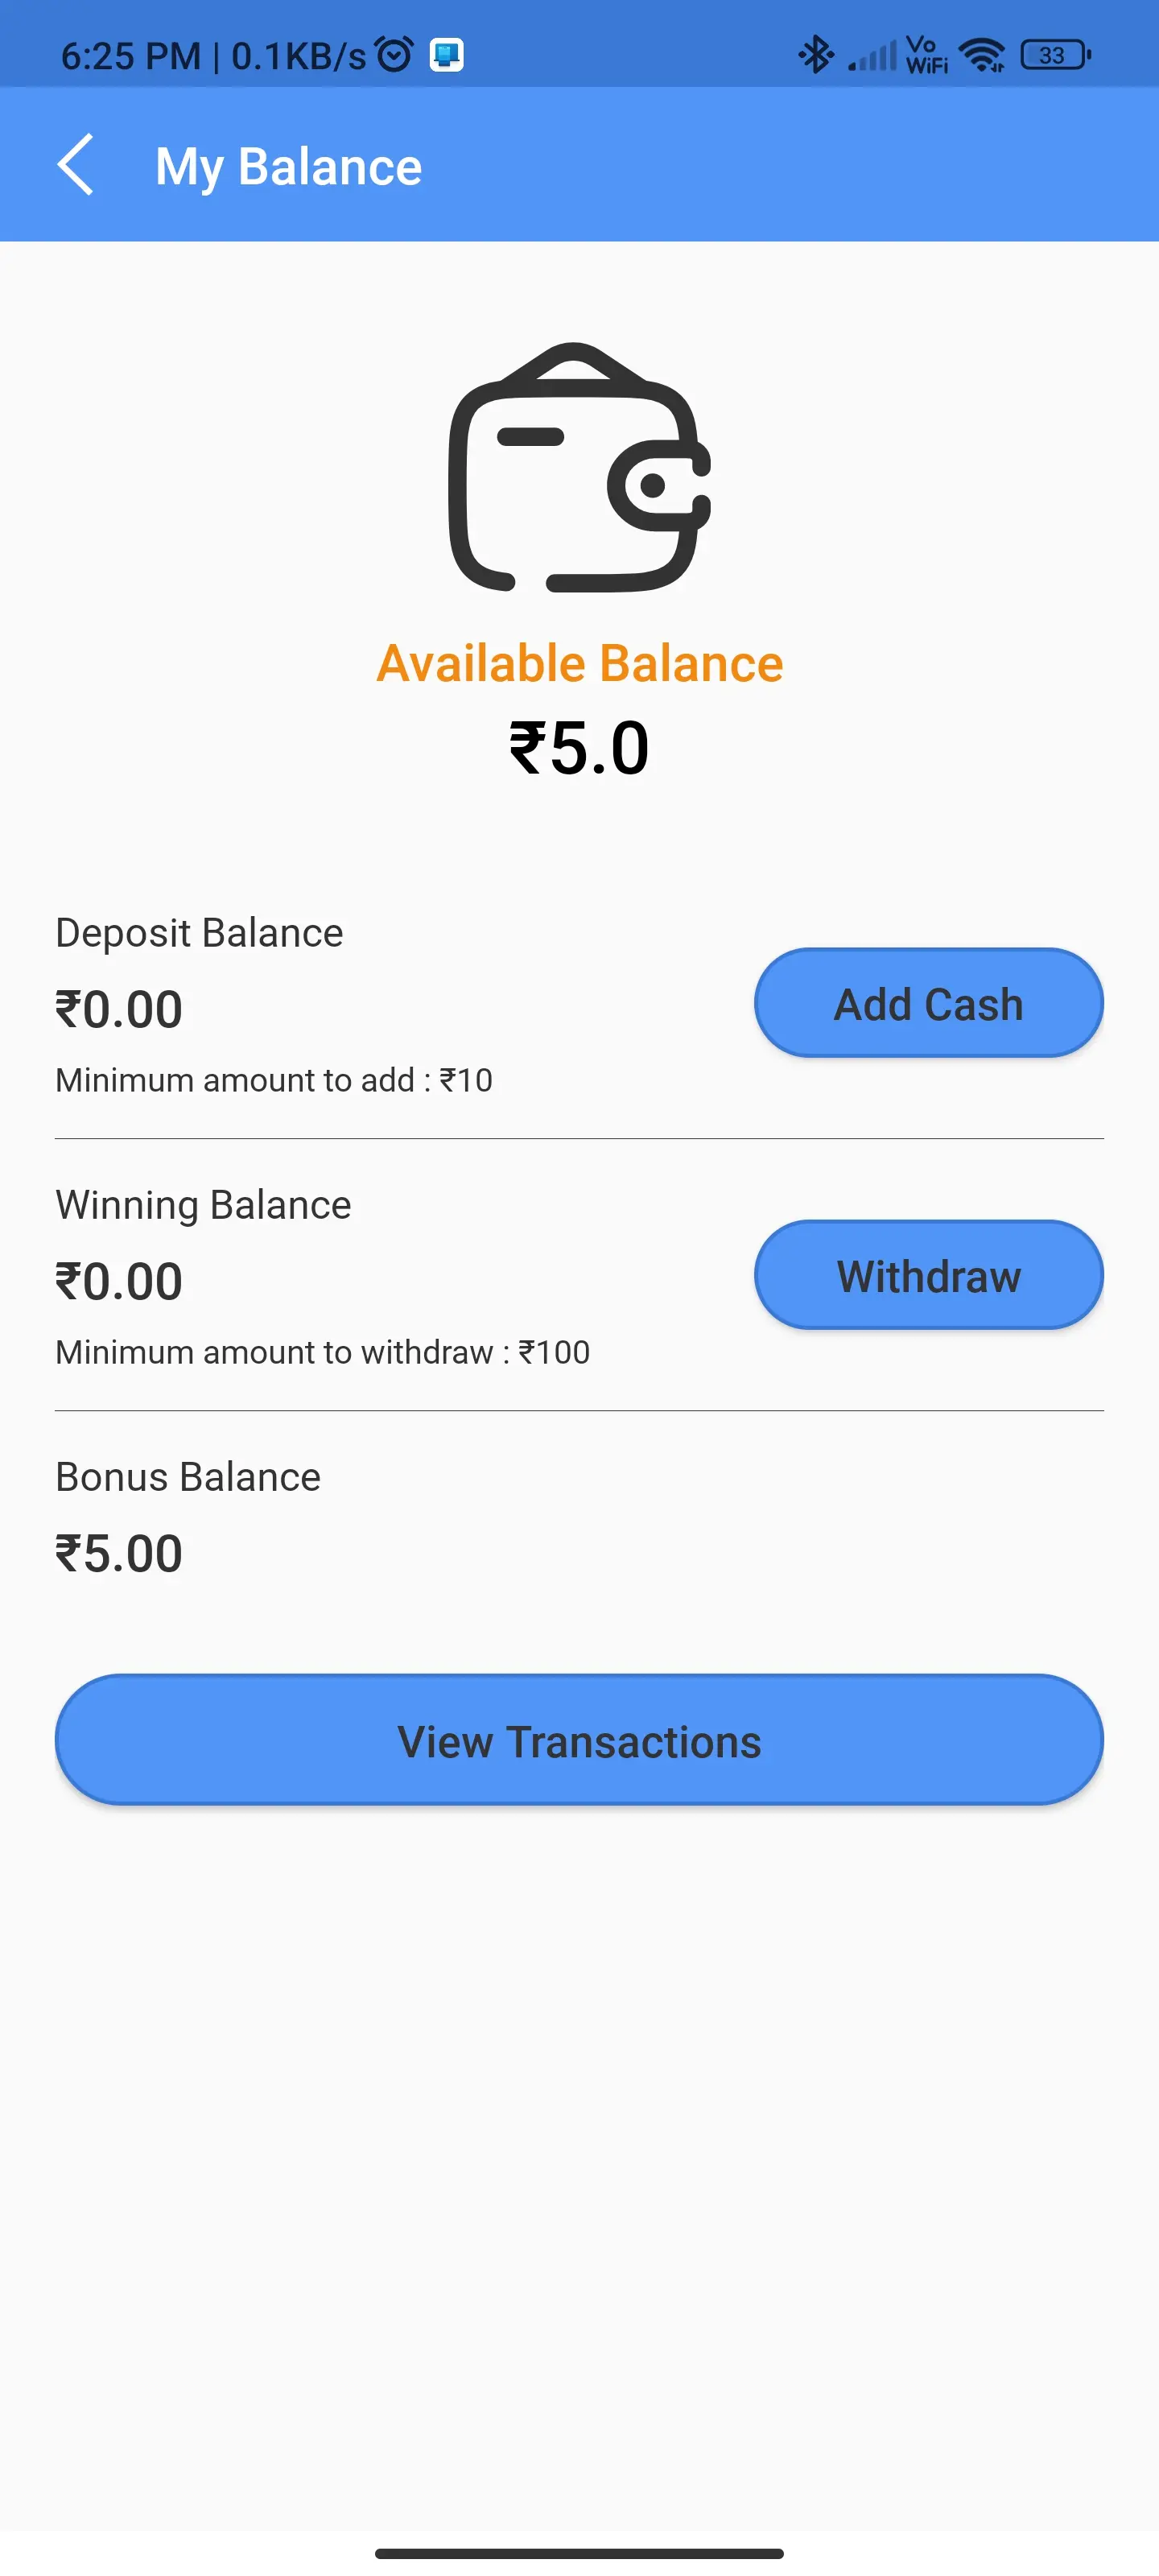 6:25 PM | 0.1KB/s
Vo
WiFi
33
My Balance
Available Balance
₹5.0
Deposit Balance
₹0.00
Add Cash
Minimum amount to add : ₹10
Winning Balance
₹0.00
Withdraw
Minimum amount to withdraw : ₹100
Bonus Balance
₹5.00
View Transactions